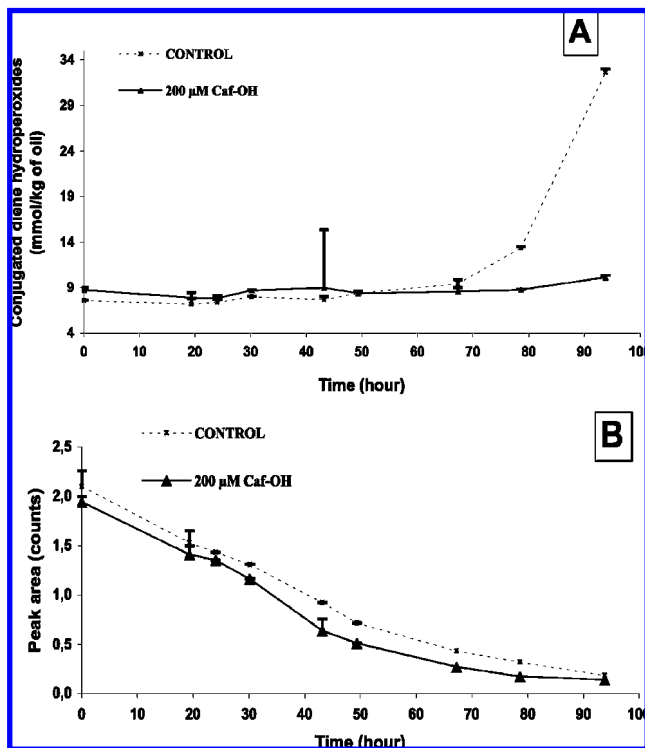 A
CONTROL
200 µM Caf-OH
Conjugated diene hydroperoxides
(mmol/kg of oil)
34
29
24
19
14
9
4
0 10 20 30 40 50 60 70 80 90 100
Time (hour)
B
CONTROL
200 µM Caf-OH
Peak area (counts)
2,5
2,0
1,5
1,0
0,5
0,0
0 10 20 30 40 50 60 70 80 90 100
Time (hour)